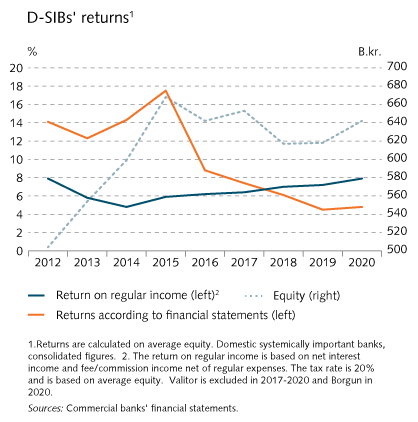 D-SIBs' returns1
% B.kr.
20 700
18 680
16 660
14 640
12 620
10 600
8 580
6 560
4 540
2 520
0 500
2012 2013 2014 2015 2016 2017 2018 2019 2020
Return on regular income (left)2 Equity (right)
Returns according to financial statements (left)
1.Returns are calculated on average equity. Domestic systemically important banks,
consolidated figures. 2. The return on regular income is based on net interest
income and fee/commission income net of regular expenses. The tax rate is 20%
and is based on average equity. Valitor is excluded in 2017-2020 and Borgun in
2020.
Sources: Commercial banks' financial statements.